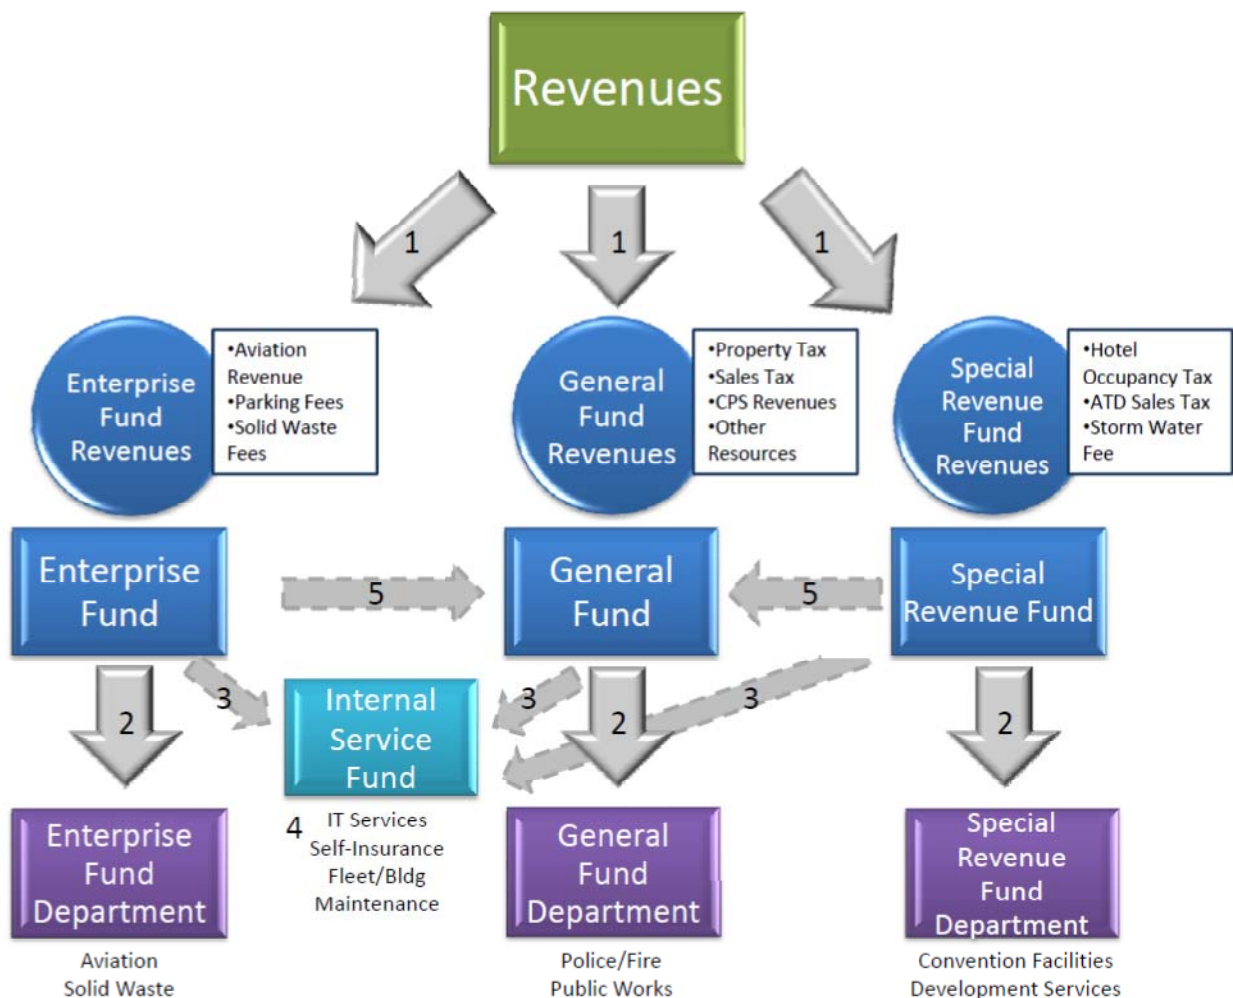 Revenues
1
1
1
Enterprise
Fund
Revenues
•Aviation
Revenue
•Parking Fees
•Solid Waste
Fees
General
Fund
Revenues
•Property Tax
•Sales Tax
•CPS Revenues
•Other
Resources
Special
Revenue
Fund
Revenues
•Hotel
Occupancy Tax
•ATD Sales Tax
•Storm Water
Fee
Enterprise
Fund
5
General
Fund
5
Special
Revenue Fund
2
3
Internal
Service
Fund
3
2
3
2
4
IT Services
Self-Insurance
Fleet/Bldg
Maintenance
Enterprise
Fund
Department
Aviation
Solid Waste
General
Fund
Department
Police/Fire
Public Works
Special
Revenue
Fund
Department
Convention Facilities
Development Services